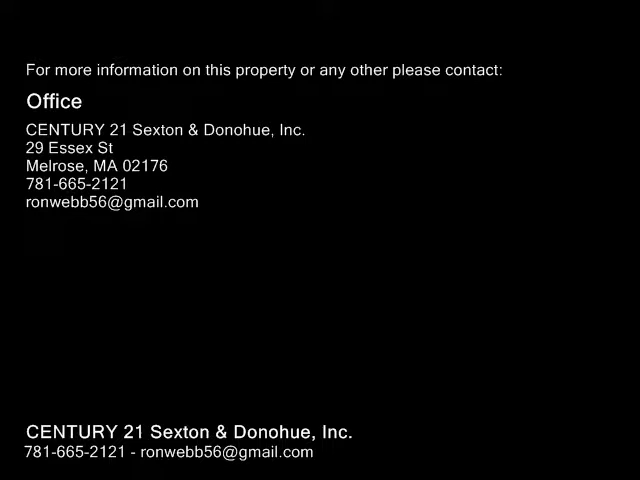 For more information on this property or any other please contact:
Office
CENTURY 21 Sexton & Donohue, Inc.
29 Essex St
Melrose, MA 02176
781-665-2121
ronwebb56@gmail.com
CENTURY 21 Sexton & Donohue, Inc.
781-665-2121 - ronwebb56@gmail.com